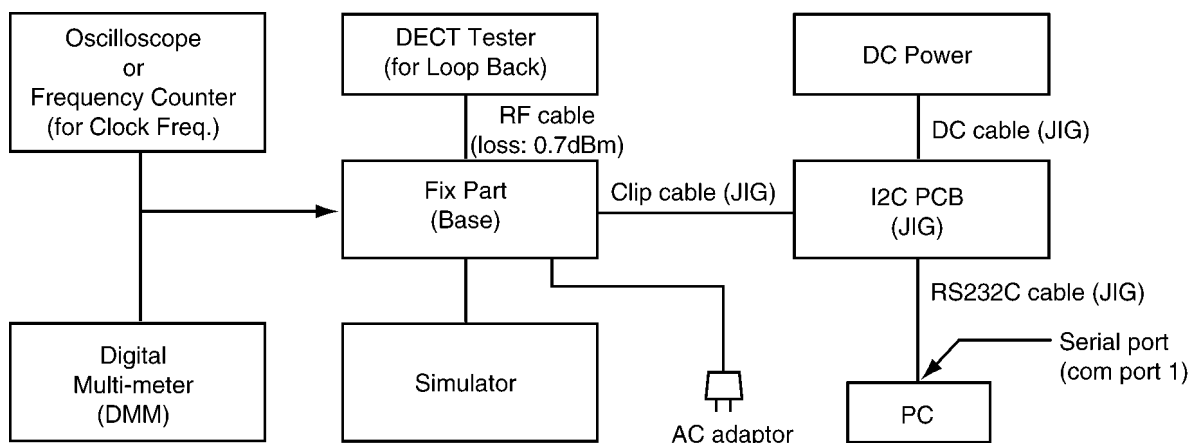 Oscilloscope
or
Frequency Counter
(for Clock Freq.)
DECT Tester
(for Loop Back)
DC Power
RF cable
(loss: 0.7dBm)
DC cable (JIG)
Fix Part
(Base)
Clip cable (JIG)
I2C PCB
(JIG)
RS232C cable (JIG)
Digital
Multi-meter
(DMM)
Simulator
AC adaptor
Serial port
(com port 1)
PC